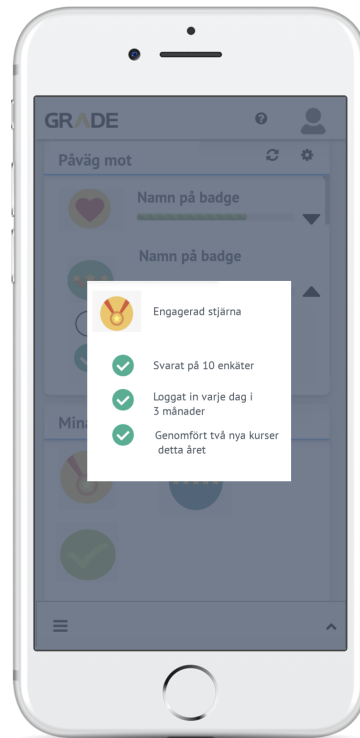 GRADE
Påväg mot
Namn på badge
Namn på badge
Engagerad stjärna
Svarat på 10 enkäter
Loggat in varje dag i
3 månader
Genomfört två nya kurser
detta året